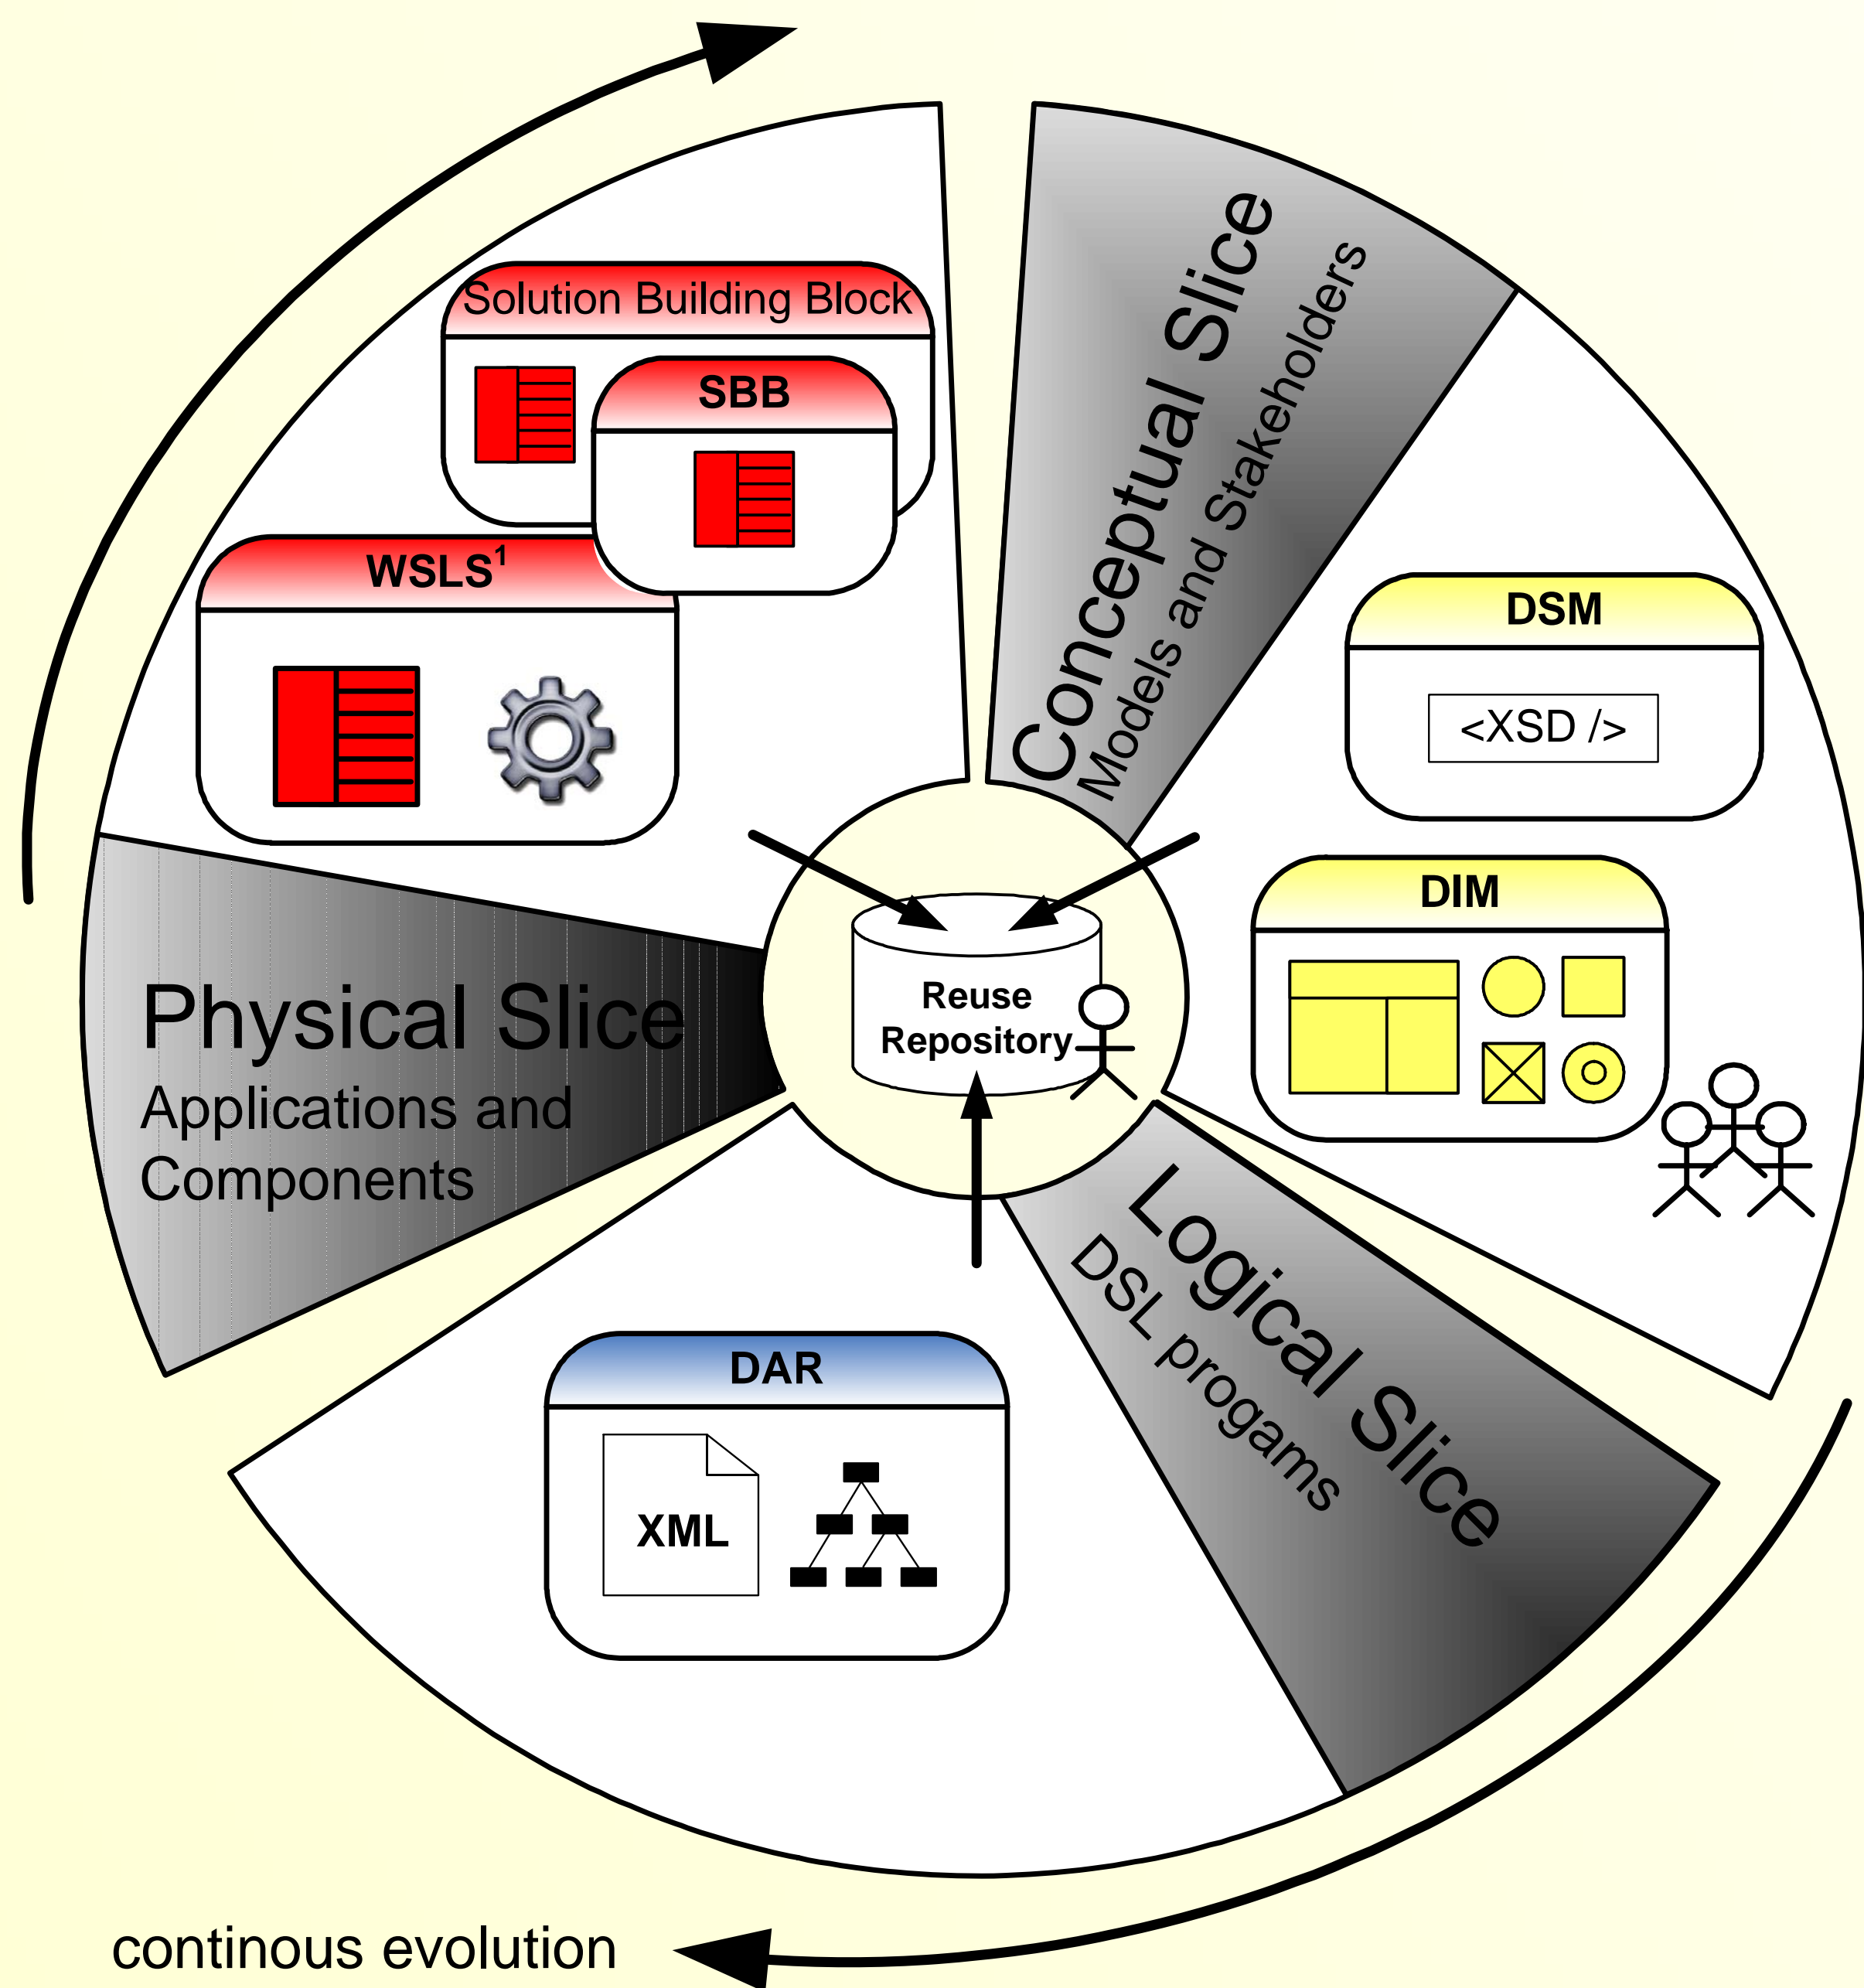 Solution Building Block
SBB
WSLS¹
Conceptual Slice
Models and Stakeholders
DSM
<XSD />
DIM
Reuse
Repository
Physical Slice
Applications and
Components
Logical Slice
DSL progams
DAR
XML
continous evolution